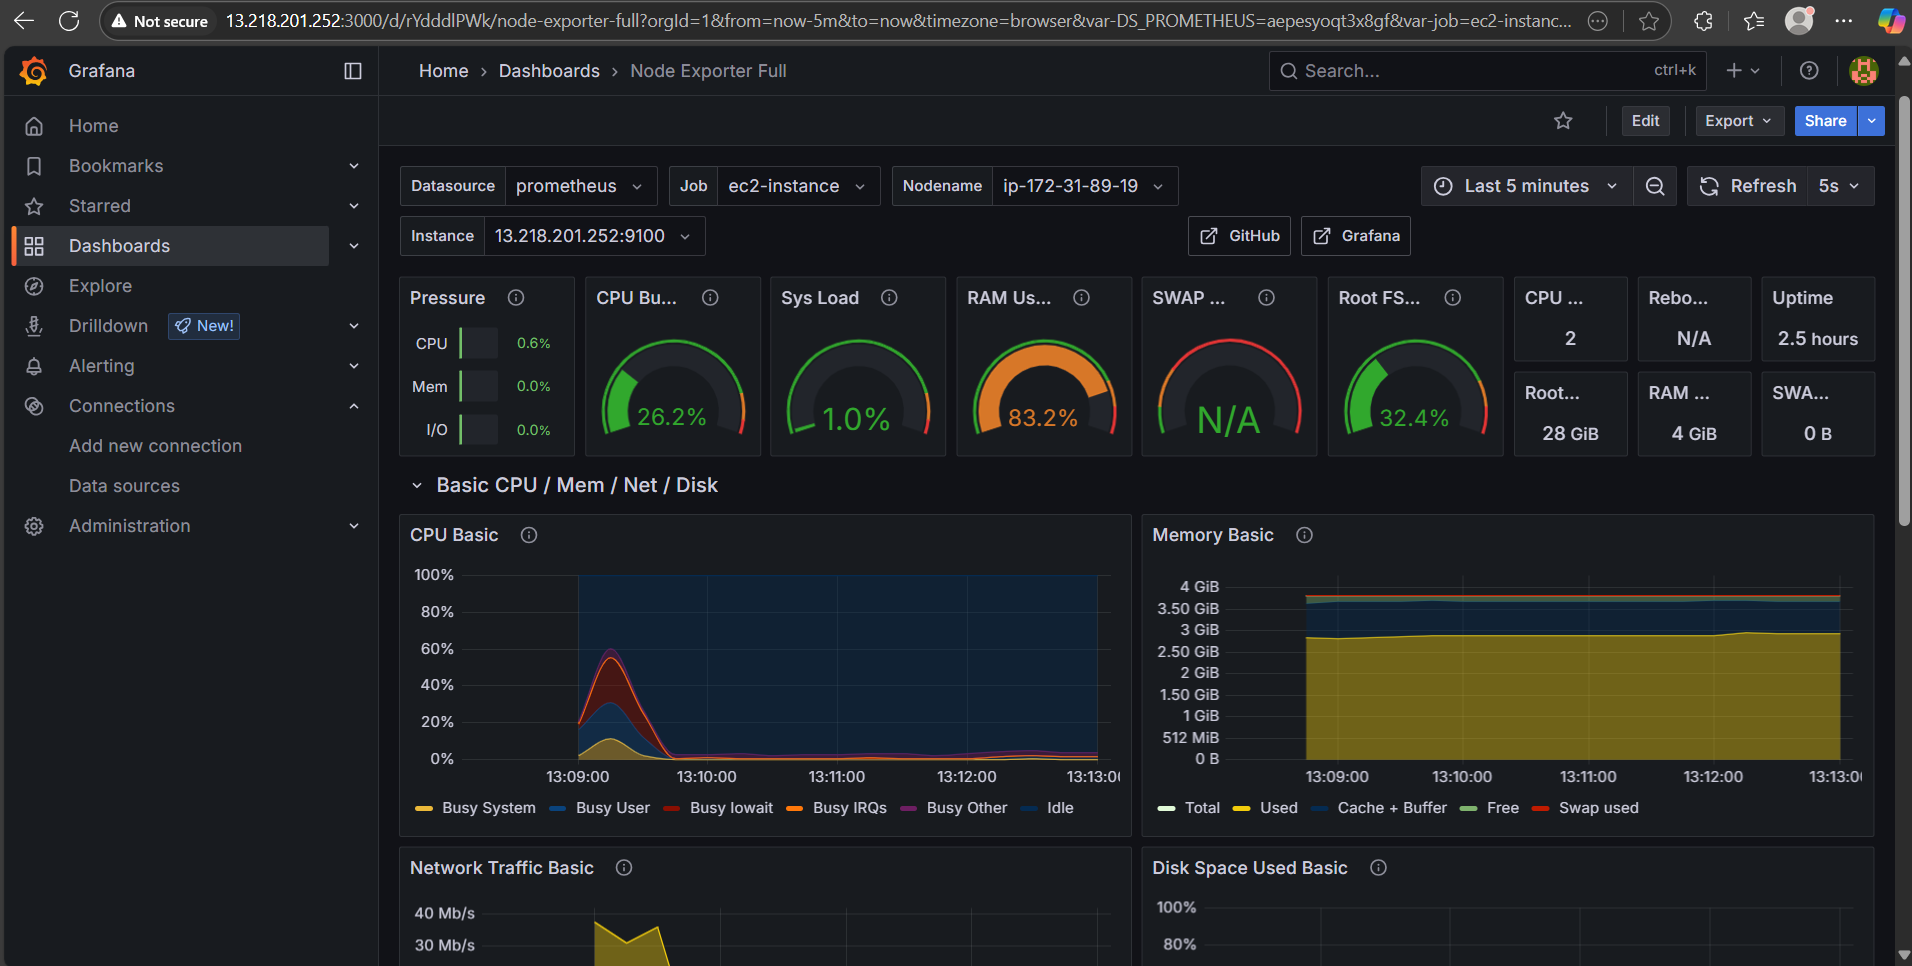 Not secure 13.218.201.252:3000/d/rYdddlPWk/node-exporter-full?orgId=1&from=now-5m&to=now&timezone=browser&var-DS_PROMETHEUS=aepesyoqt3x8gf&var-job=ec2-instanc...
Grafana
Home › Dashboards › Node Exporter Full
Search... ctrl+k
Home
Bookmarks
Starred
Dashboards
Explore
Drilldown New!
Alerting
Connections
Add new connection
Data sources
Administration
Edit Export Share
Datasource prometheus Job ec2-instance Nodename ip-172-31-89-19 Last 5 minutes Refresh 5s
Instance 13.218.201.252:9100 GitHub Grafana
Pressure
CPU 0.6%
Mem 0.0%
I/O 0.0%
CPU Bu...
26.2%
Sys Load
1.0%
RAM Us...
83.2%
SWAP ...
N/A
Root FS...
32.4%
CPU ...
2
Rebo...
N/A
Uptime
2.5 hours
Root...
28 GiB
RAM ...
4 GiB
SWA...
0 B
Basic CPU / Mem / Net / Disk
CPU Basic
100%
80%
60%
40%
20%
0%
13:09:00 13:10:00 13:11:00 13:12:00 13:13:0
Busy System Busy User Busy Iowait Busy IRQs Busy Other Idle
Memory Basic
4 GiB
3.50 GiB
3 GiB
2.50 GiB
2 GiB
1.50 GiB
1 GiB
512 MiB
0 B
13:09:00 13:10:00 13:11:00 13:12:00 13:13:0
Total Used Cache + Buffer Free Swap used
Network Traffic Basic
40 Mb/s
30 Mb/s
Disk Space Used Basic
100%
80%